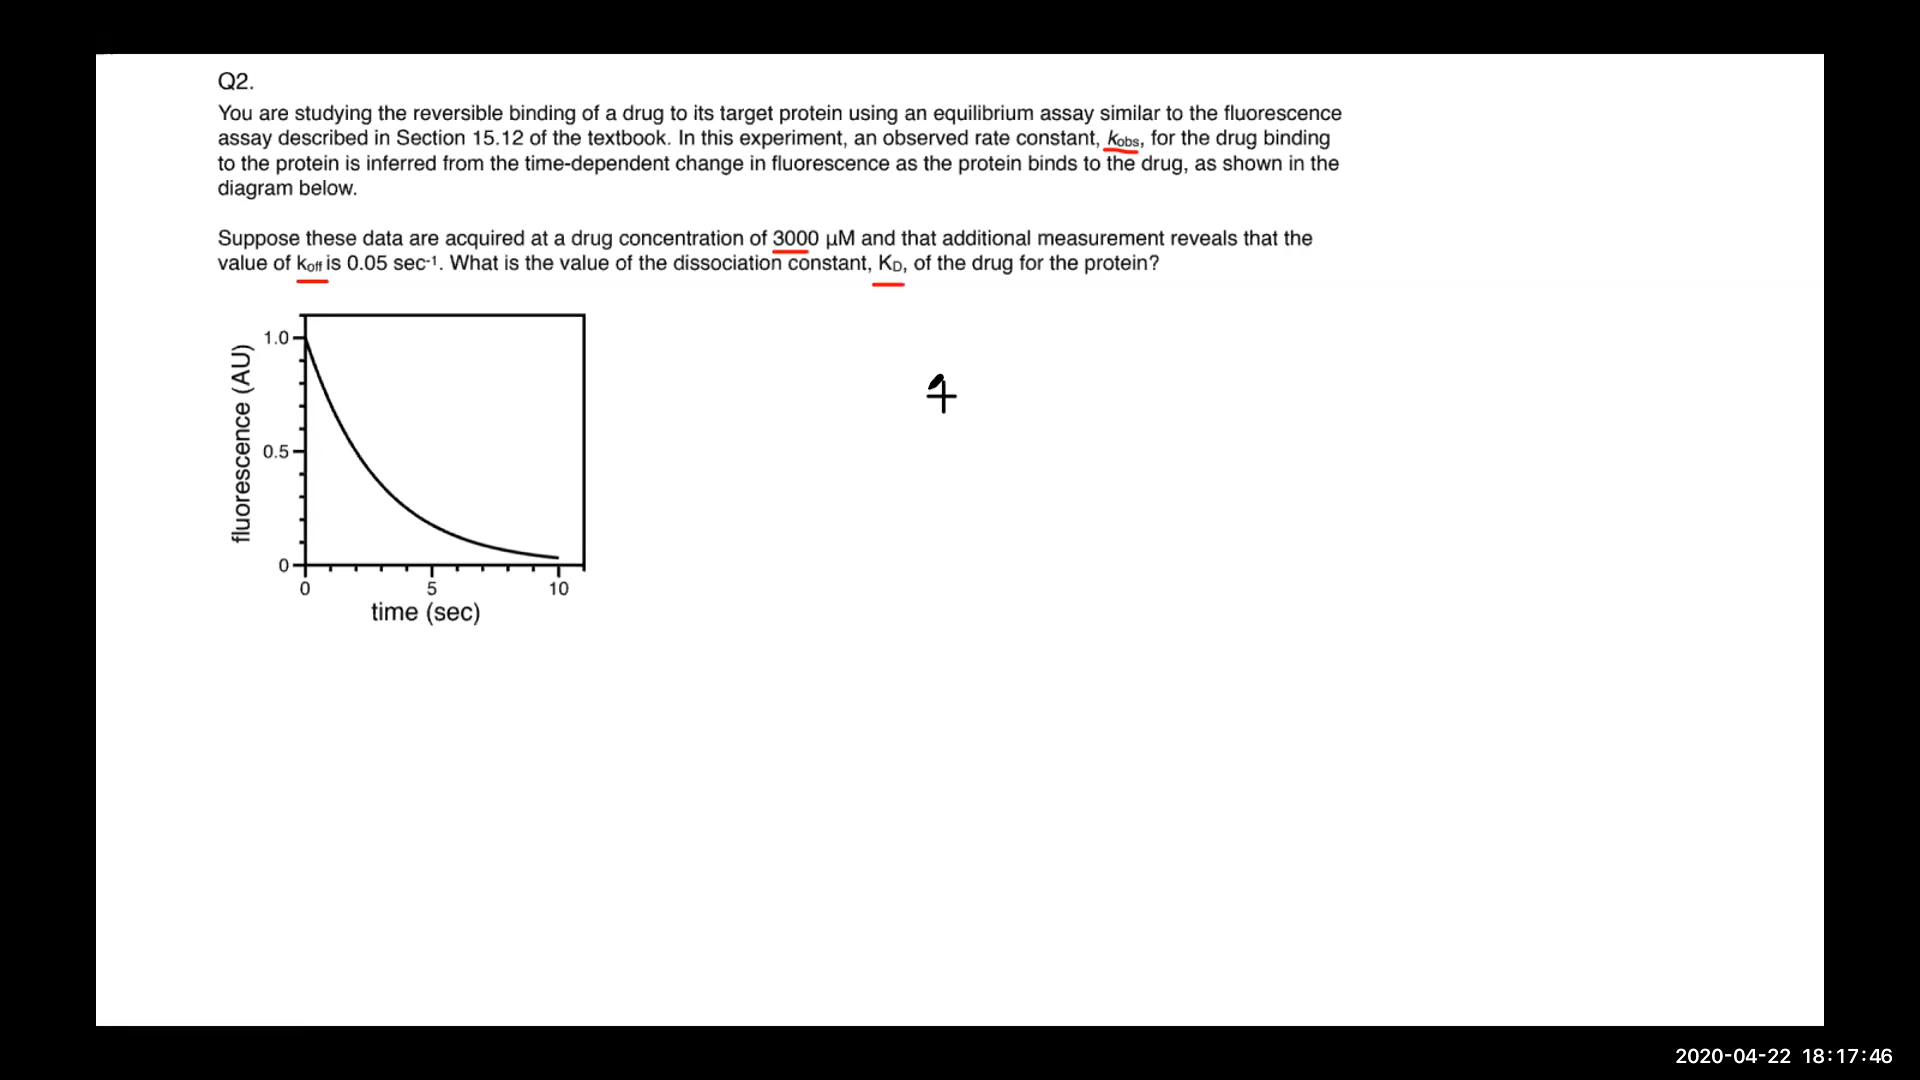 Q2.
You are studying the reversible binding of a drug to its target protein using an equilibrium assay similar to the fluorescence
assay described in Section 15.12 of the textbook. In this experiment, an observed rate constant, kobs, for the drug binding
to the protein is inferred from the time-dependent change in fluorescence as the protein binds to the drug, as shown in the
diagram below.
Suppose these data are acquired at a drug concentration of 3000 µM and that additional measurement reveals that the
value of koff is 0.05 sec-1. What is the value of the dissociation constant, KD, of the drug for the protein?
fluorescence (AU)
1.0
0.5
0
0 5 10
time (sec)
2020-04-22 18:17:46